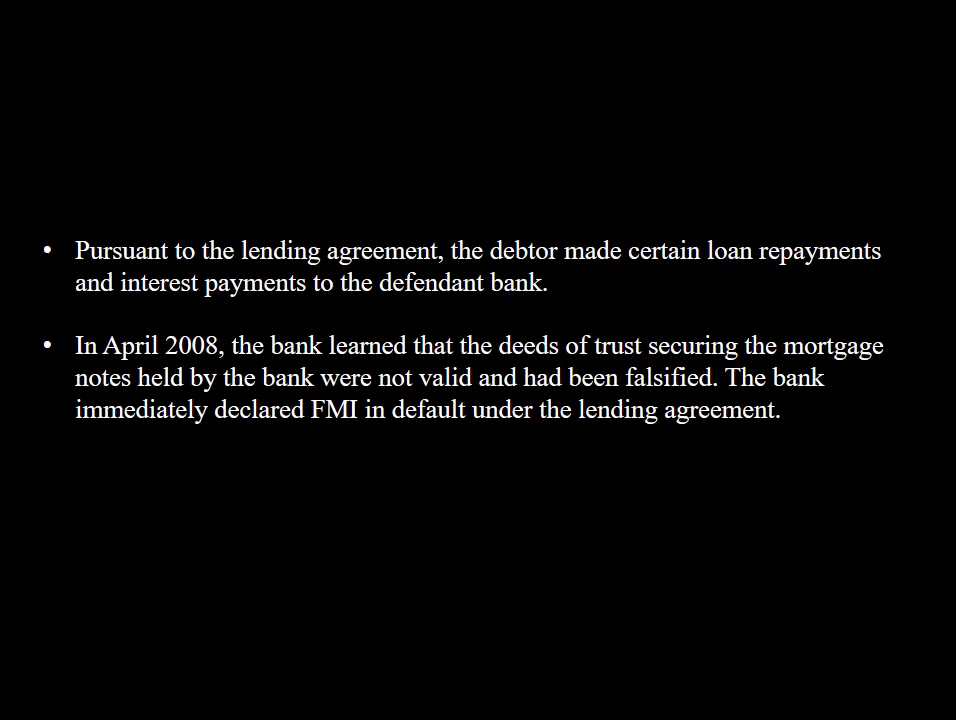 • Pursuant to the lending agreement, the debtor made certain loan repayments
and interest payments to the defendant bank.
• In April 2008, the bank learned that the deeds of trust securing the mortgage
notes held by the bank were not valid and had been falsified. The bank
immediately declared FMI in default under the lending agreement.